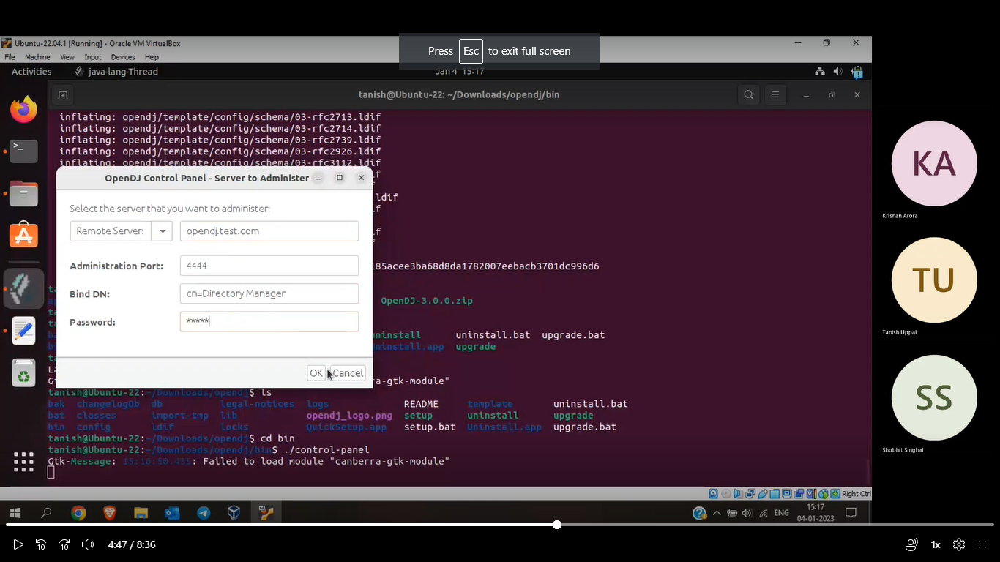 Ubuntu-22.04.1 [Running] - Oracle VM VirtualBox
File Machine View Input Devices Help
Press Esc to exit full screen
Activities java-lang-Thread Jan 4 15:17
tanish@Ubuntu-22: ~/Downloads/opendj/bin
inflating: opendj/template/config/schema/03-rfc2713.ldif
inflating: opendj/template/config/schema/03-rfc2714.ldif
inflating: opendj/template/config/schema/03-rfc2739.ldif
inflating: opendj/template/config/schema/03-rfc2926.ldif
inflating: opendj/template/config/schema/03-rfc3112.ldif
OpenDJ Control Panel - Server to Administer
Select the server that you want to administer:
Remote Server: opendj.test.com
Administration Port: 4444
Bind DN: cn=Directory Manager
Password: *****
OK Cancel
.ldif
185acee3ba68d8da1782007eebacb3701dc996d6
OpenDJ-3.0.0.zip
uninstall uninstall.bat upgrade.bat
Uninstall.app upgrade
ra-gtk-module"
tanish@Ubuntu-22:~/Downloads/opendj$ ls
bak changelogDb db legal-notices logs README template uninstall.bat
bat classes import-tmp lib opendj_logo.png setup uninstall upgrade
bin config ldif locks QuickSetup.app setup.bat Uninstall.app upgrade.bat
tanish@Ubuntu-22:~/Downloads/opendj$ cd bin
tanish@Ubuntu-22:~/Downloads/opendj/bin$ ./control-panel
Gtk-Message: 15:16:50.435: Failed to load module "canberra-gtk-module"
Right Ctrl
ENG
15:17
04-01-2023
KA
Krishan Arora
TU
Tanish Uppal
SS
Shobhit Singhal
10 10 4:47 / 8:36 1x